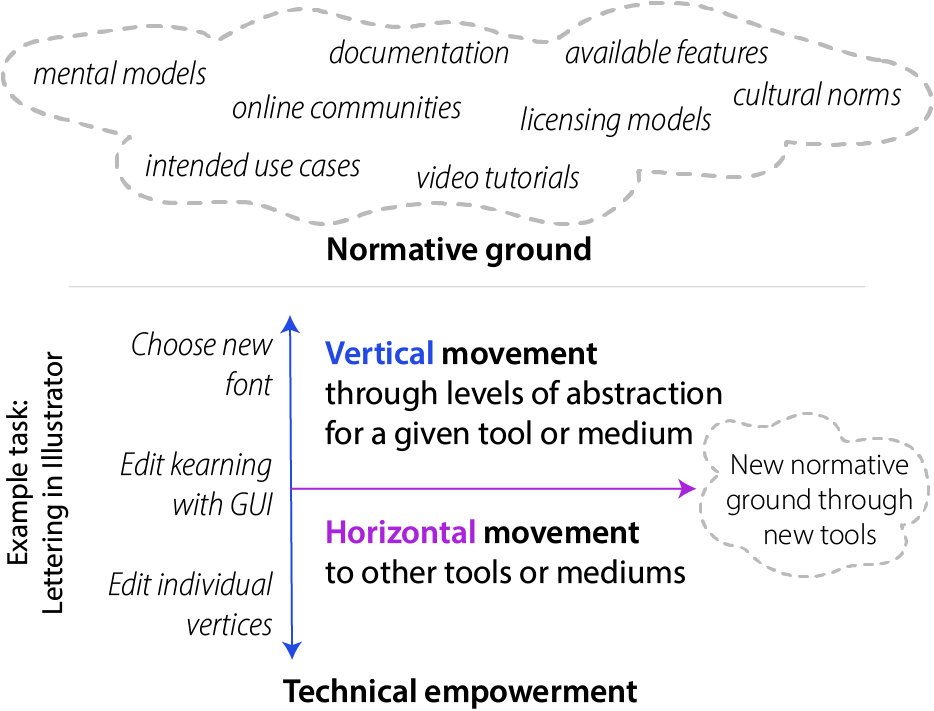 mental models
documentation
available features
online communities
licensing models
cultural norms
intended use cases
video tutorials
Normative ground
Example task:
Lettering in Illustrator
Choose new
font
Edit kearning
with GUI
Edit individual
vertices
Vertical movement
through levels of abstraction
for a given tool or medium
Horizontal movement
to other tools or mediums
New normative
ground through
new tools
Technical empowerment